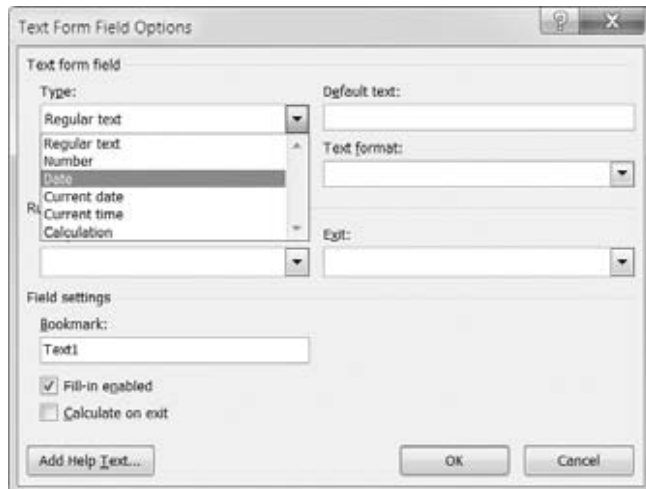 Text Form Field Options
Text form field
Type:
Default text:
Regular text
Regular text
Number
Date
Current date
Current time
Calculation
Text format:
Ru
Exit:
Field settings
Bookmark:
Text1
Fill-in enabled
Calculate on exit
Add Help Text...
OK
Cancel